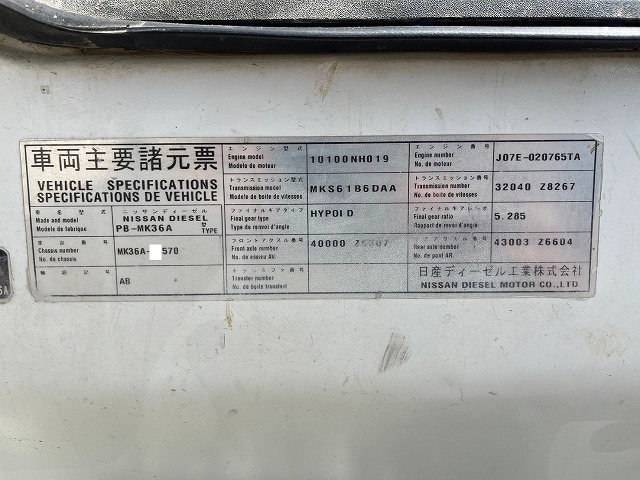 車両主要諸元票
VEHICLE SPECIFICATIONS
SPECIFICATIONS DE VEHICLE
車名型式
Made and model
Modele de fabrique
ニッサンディーゼル
NISSAN DIESEL
PB-MK36A 型 TYPE
車台番号
Chassis number
No. de chassis
MK36A- 570
AB
エンジン型式
Engine model
Modele de moteur
10100NH019
トランスミッション型式
Transmission model
Modele de boite de vitesses
MKS61B6DAA
ファイナルギアタイプ
Final gear type
Type de renvoi d'angle
HYPOID
フロントアクスル番号
Front axle number
No. de essieu AV.
40000
トランスファ番号
Transfer number
No. de boite transfert
エンジン番号
Engine number
No. de moteur
J07E-020765TA
トランスミッション番号
Transmission number
No. de boite de vitesses
32040 Z8267
ファイナルギアレシオ
Final gear ratio
Rapport de renvoi d'angle
5.285
リアアクスル番号
Rear axle number
No. de pont AR.
43003 Z6604
日産ディーゼル工業株式会社
NISSAN DIESEL MOTOR CO.,LTD